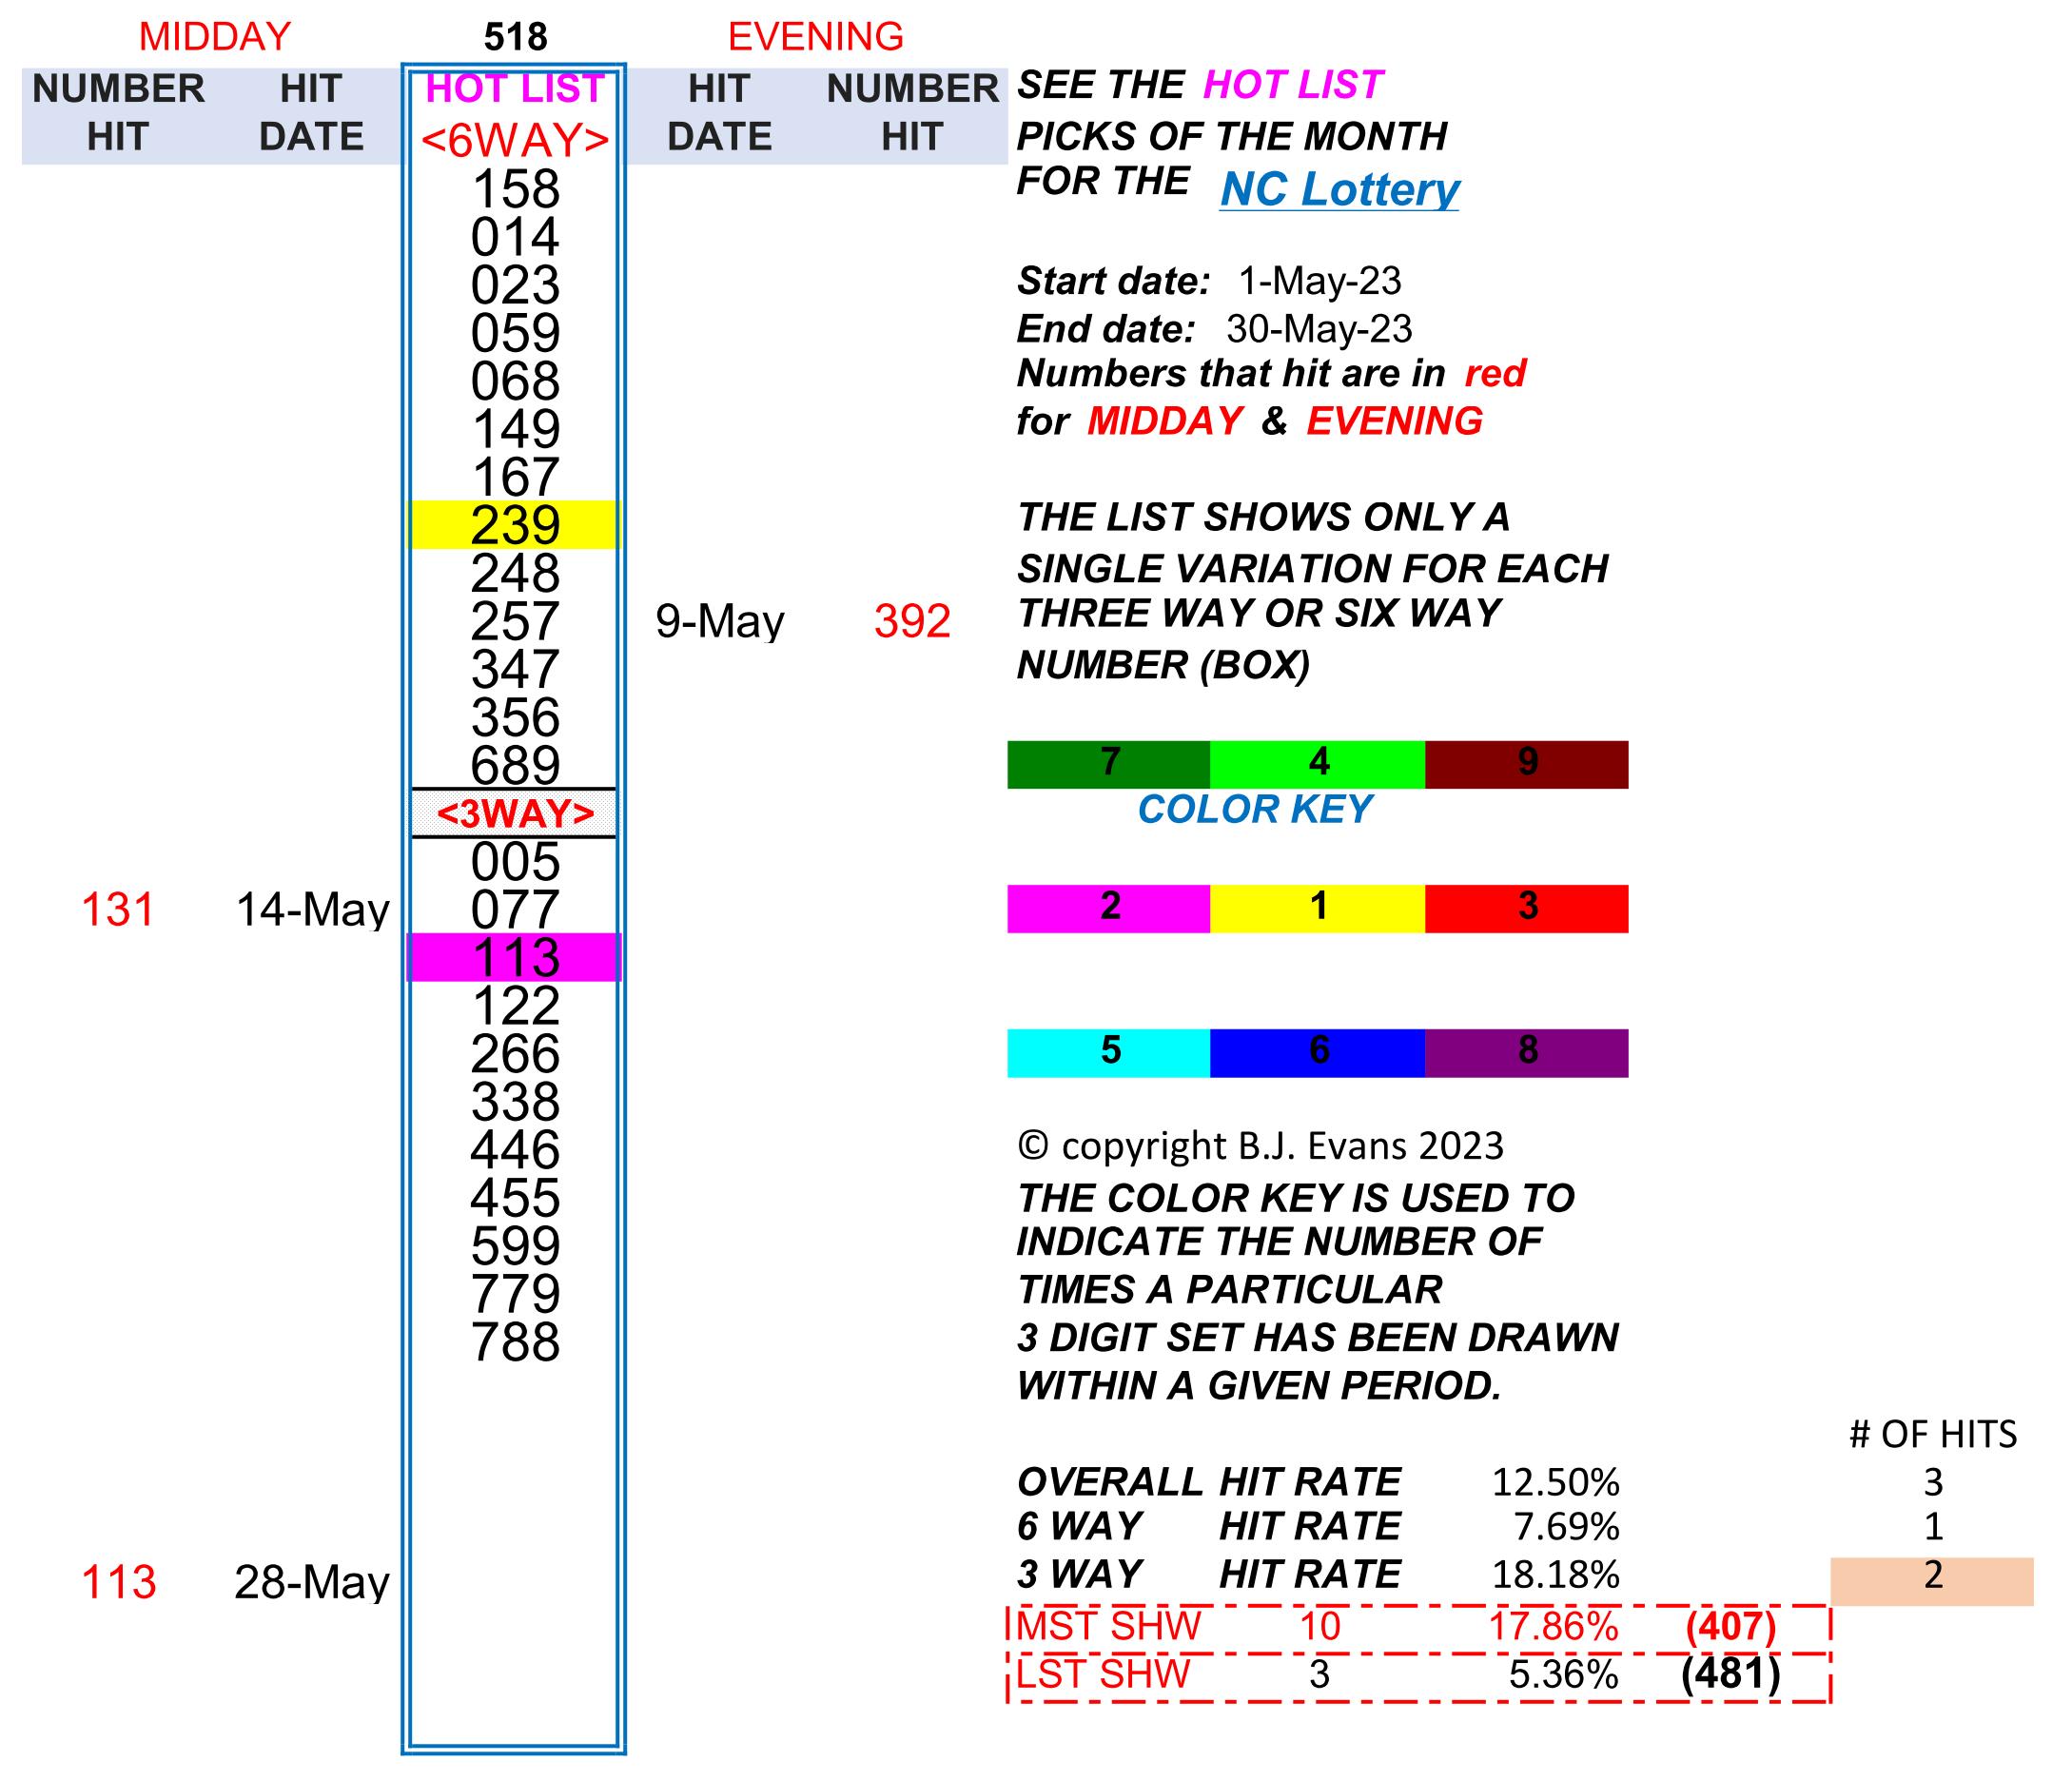 MIDDAY 518 EVENING
NUMBER HIT HOT LIST HIT NUMBER SEE THE HOT LIST
HIT DATE <6WAY> DATE HIT PICKS OF THE MONTH
158 FOR THE NC Lottery
014
023 Start date: 1-May-23
059 End date: 30-May-23
068 Numbers that hit are in red
149 for MIDDAY & EVENING
167
239 THE LIST SHOWS ONLY A
248 SINGLE VARIATION FOR EACH
257 9-May 392 THREE WAY OR SIX WAY
347 NUMBER (BOX)
356
689 7 4 9
<3WAY> COLOR KEY
005
131 14-May 077 2 1 3
113
122
266 5 6 8
338
446 © copyright B.J. Evans 2023
455 THE COLOR KEY IS USED TO
599 INDICATE THE NUMBER OF
779 TIMES A PARTICULAR
788 3 DIGIT SET HAS BEEN DRAWN
WITHIN A GIVEN PERIOD.
# OF HITS
OVERALL HIT RATE 12.50% 3
6 WAY HIT RATE 7.69% 1
113 28-May 3 WAY HIT RATE 18.18% 2
MST SHW 10 17.86% (407)
LST SHW 3 5.36% (481)